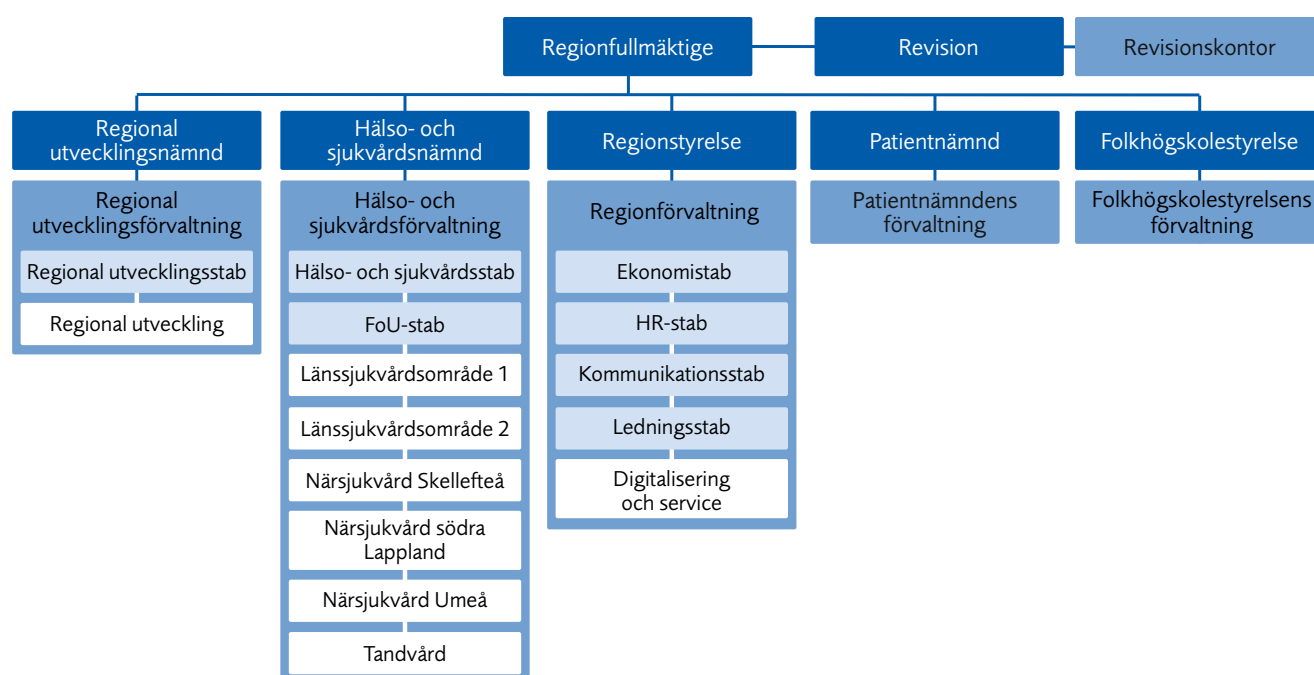 Regionfullmäktige
Revision
Revisionskontor
Regional
utvecklingsnämnd
Hälso- och
sjukvårdsnämnd
Regionstyrelse
Patientnämnd
Folkhögskolestyrelse
Regional
utvecklingsförvaltning
Regional utvecklingsstab
Regional utveckling
Hälso- och
sjukvårdsförvaltning
Hälso- och sjukvårdsstab
FoU-stab
Länssjukvårdsområde 1
Länssjukvårdsområde 2
Närsjukvård Skellefteå
Närsjukvård södra
Lappland
Närsjukvård Umeå
Tandvård
Regionförvaltning
Ekonomistab
HR-stab
Kommunikationsstab
Ledningsstab
Digitalisering
och service
Patientnämndens
förvaltning
Folkhögskolestyrelsens
förvaltning